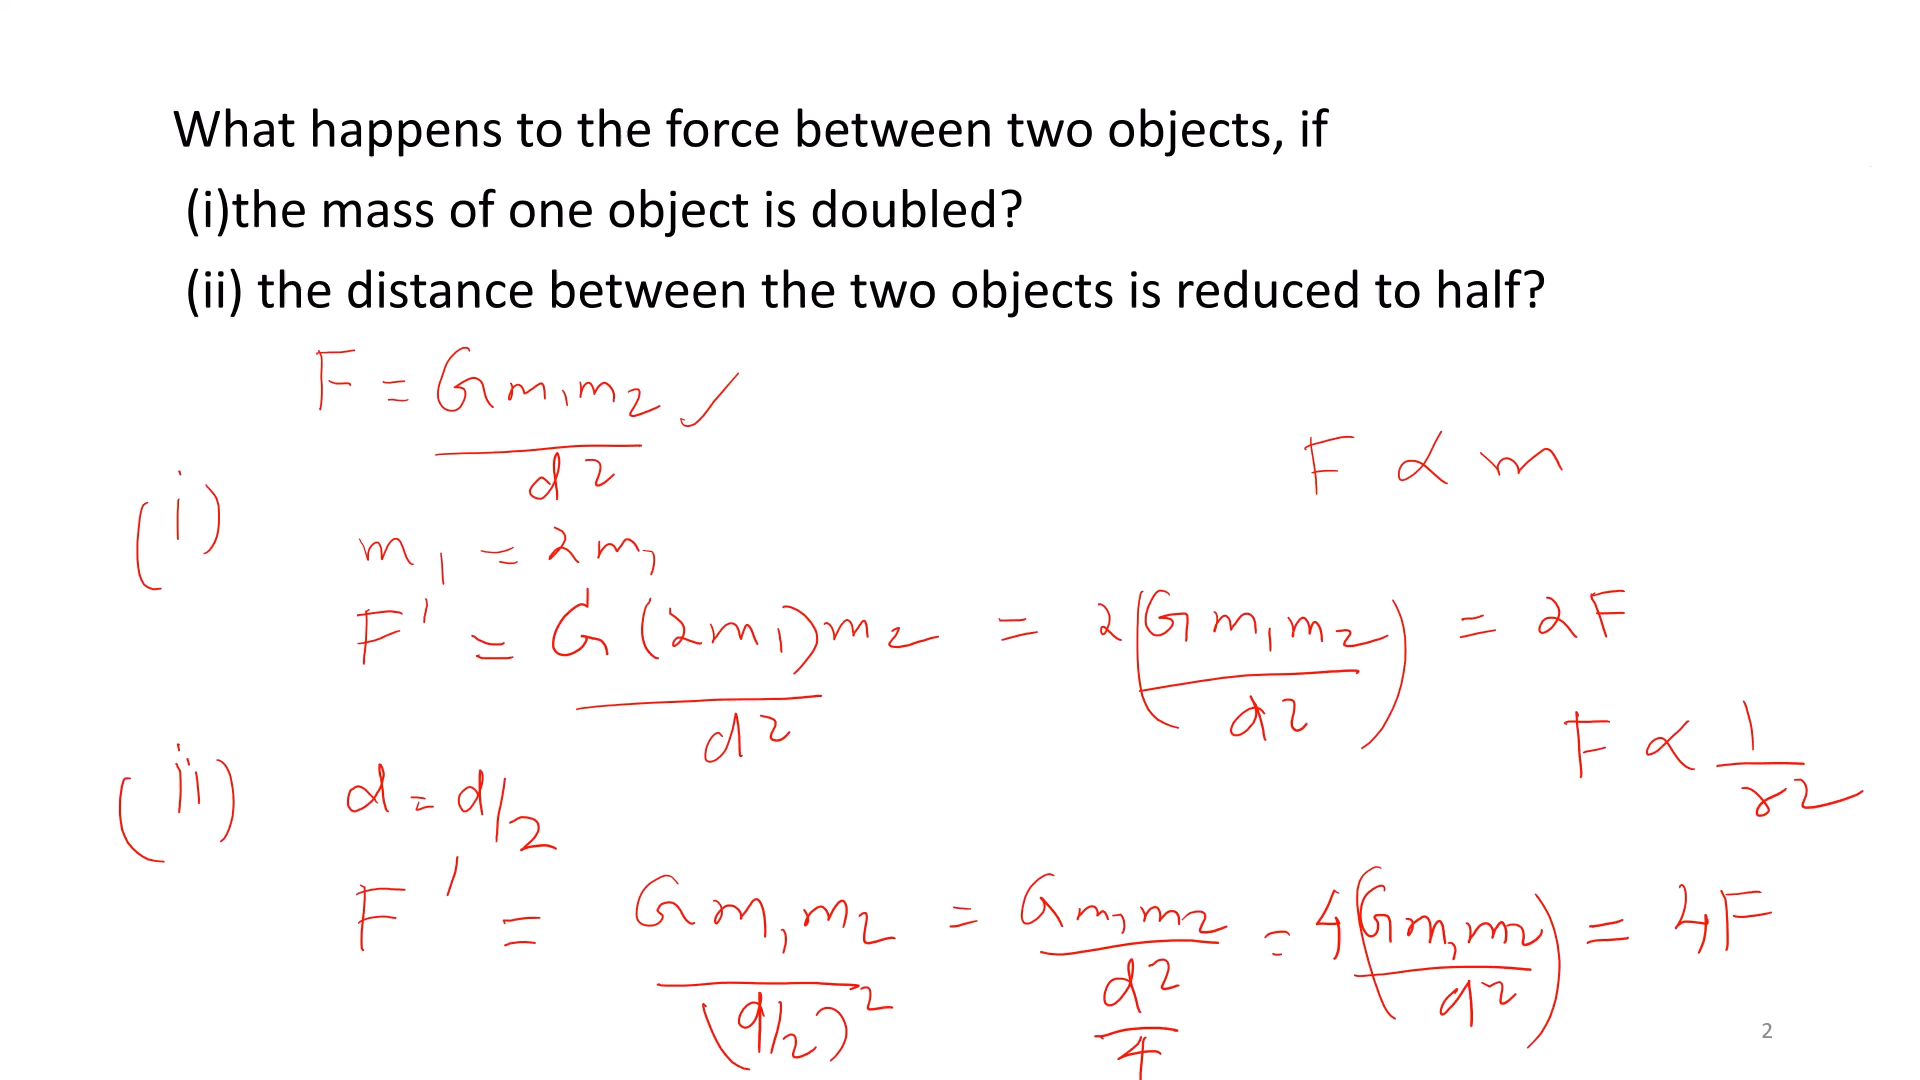 What happens to the force between two objects, if
(i)the mass of one object is doubled?
(ii) the distance between the two objects is reduced to half?
F = Gm₁m₂/d² ✓
F ∝ m
(i)
m₁ = 2m₁
F' = G(2m₁)m₂/d² = 2(Gm₁m₂/d²) = 2F
F ∝ 1/r²
(ii) d = d/2
F' = Gm₁m₂/(d/2)² = Gm₁m₂/(d²/4) = 4(Gm₁m₂/d²) = 4F
2